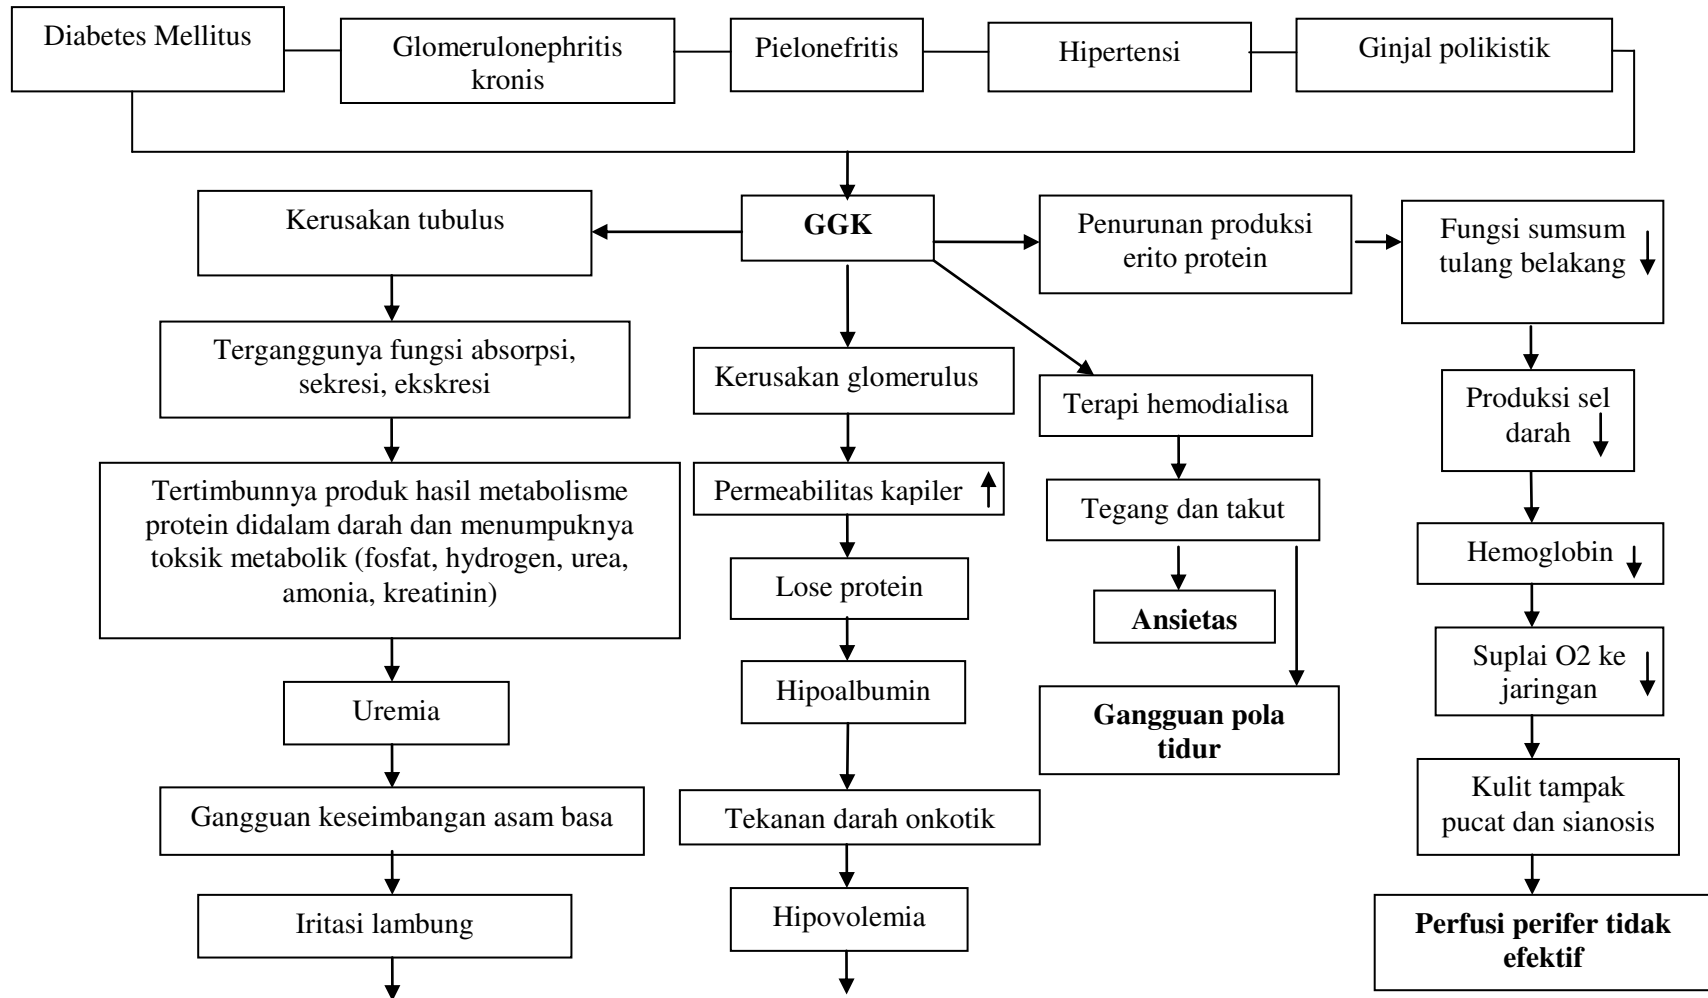 Diabetes Mellitus
Glomerulonephritis
kronis
Pielonefritis
Hipertensi
Ginjal polikistik
Kerusakan tubulus
GGK
Penurunan produksi
erito protein
Fungsi sumsum
tulang belakang
Terganggunya fungsi absorpsi,
sekresi, ekskresi
Kerusakan glomerulus
Terapi hemodialisa
Produksi sel
darah
Tertimbunnya produk hasil metabolisme
protein didalam darah dan menumpuknya
toksik metabolik (fosfat, hydrogen, urea,
amonia, kreatinin)
Permeabilitas kapiler
Tegang dan takut
Hemoglobin
Lose protein
Ansietas
Suplai O2 ke
jaringan
Uremia
Hipoalbumin
Gangguan pola
tidur
Kulit tampak
pucat dan sianosis
Gangguan keseimbangan asam basa
Tekanan darah onkotik
Iritasi lambung
Hipovolemia
Perfusi perifer tidak
efektif